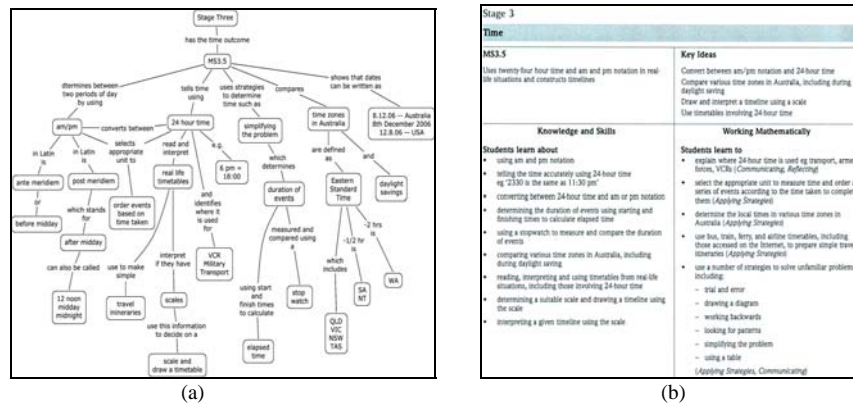 Stage Three
has the time outcome
MS3.5
dtermines between
two periods of day
by using
tells time
using
uses strategies
to determine
time such as
compares
shows that dates
can be written as
am/pm
converts between
24 hour time
simplifying
the problem
time zones
in Australia
8.12.06 — Australia
8th December 2006
12.8.06 — USA
in Latin
is
in Latin
is
selects
appropriate
unit to
read and
interpret
e.g.
which
determines
are
defined
as
and
ante meridiem
post meridiem
order events
based on
time taken
real life
timetables
6 pm =
18:00
duration of
events
Eastern
Standard
Time
daylight
savings
or
which stands
for
and
identifies
where it
is used
for
before midday
after midday
interpret
if they have
VCR
Military
Transport
measured and
compared using
a
-1/2 hr
is
-2 hrs
is
can also be called
use to make
simple
which
includes
WA
12 noon
midday
midnight
travel
inineraries
scales
using start
and
finish times
to calculate
stop
watch
SA
NT
use this information
to decide on a
QLD
VIC
NSW
TAS
scale and
draw a timetable
elapsed
time
(a)
Stage 3
Time
MS3.5
Uses twenty-four hour time and am and pm notation in real-
life situations and constructs timelines
Key Ideas
Convert between am/pm notation and 24-hour time
Compare various time zones in Australia, including during
daylight saving
Draw and interpret a timeline using a scale
Use timetables involving 24-hour time
Knowledge and Skills
Students learn about
• using am and pm notation
• telling the time accurately using 24-hour time
eg '2330 is the same as 11:30 pm'
• converting between 24-hour time and am or pm notation
• determining the duration of events using starting and
finishing times to calculate elapsed time
• using a stopwatch to measure and compare the duration
of events
• comparing various time zones in Australia, including
during daylight saving
• reading, interpreting and using timetables from real-life
situations, including those involving 24-hour time
• determining a suitable scale and drawing a timeline using
the scale
• interpreting a given timeline using the scale
Working Mathematically
Students learn to
• explain where 24-hour time is used eg transport, arme
forces, VCRs (Communicating, Reflecting)
• select the appropriate unit to measure time and order a
series of events according to the time taken to comple
them (Applying Strategies)
• determine the local times in various time zones in
Australia (Applying Strategies)
• use bus, train, ferry, and airline timetables, including
those accessed on the Internet, to prepare simple trave
itineraries (Applying Strategies)
• use a number of strategies to solve unfamiliar problem
including:
- trial and error
- drawing a diagram
- working backwards
- looking for patterns
- simplifying the problem
- using a table
(Applying Strategies, Communicating)
(b)